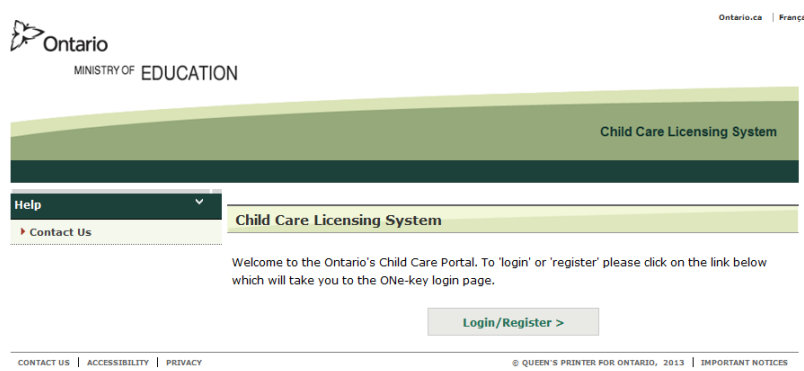 Ontario.ca | França
Ontario
MINISTRY OF EDUCATION
Child Care Licensing System
Help
Contact Us
Child Care Licensing System
Welcome to the Ontario's Child Care Portal. To 'login' or 'register' please click on the link below
which will take you to the ONe-key login page.
Login/Register >
CONTACT US | ACCESSIBILITY | PRIVACY
© QUEEN'S PRINTER FOR ONTARIO, 2013 | IMPORTANT NOTICES